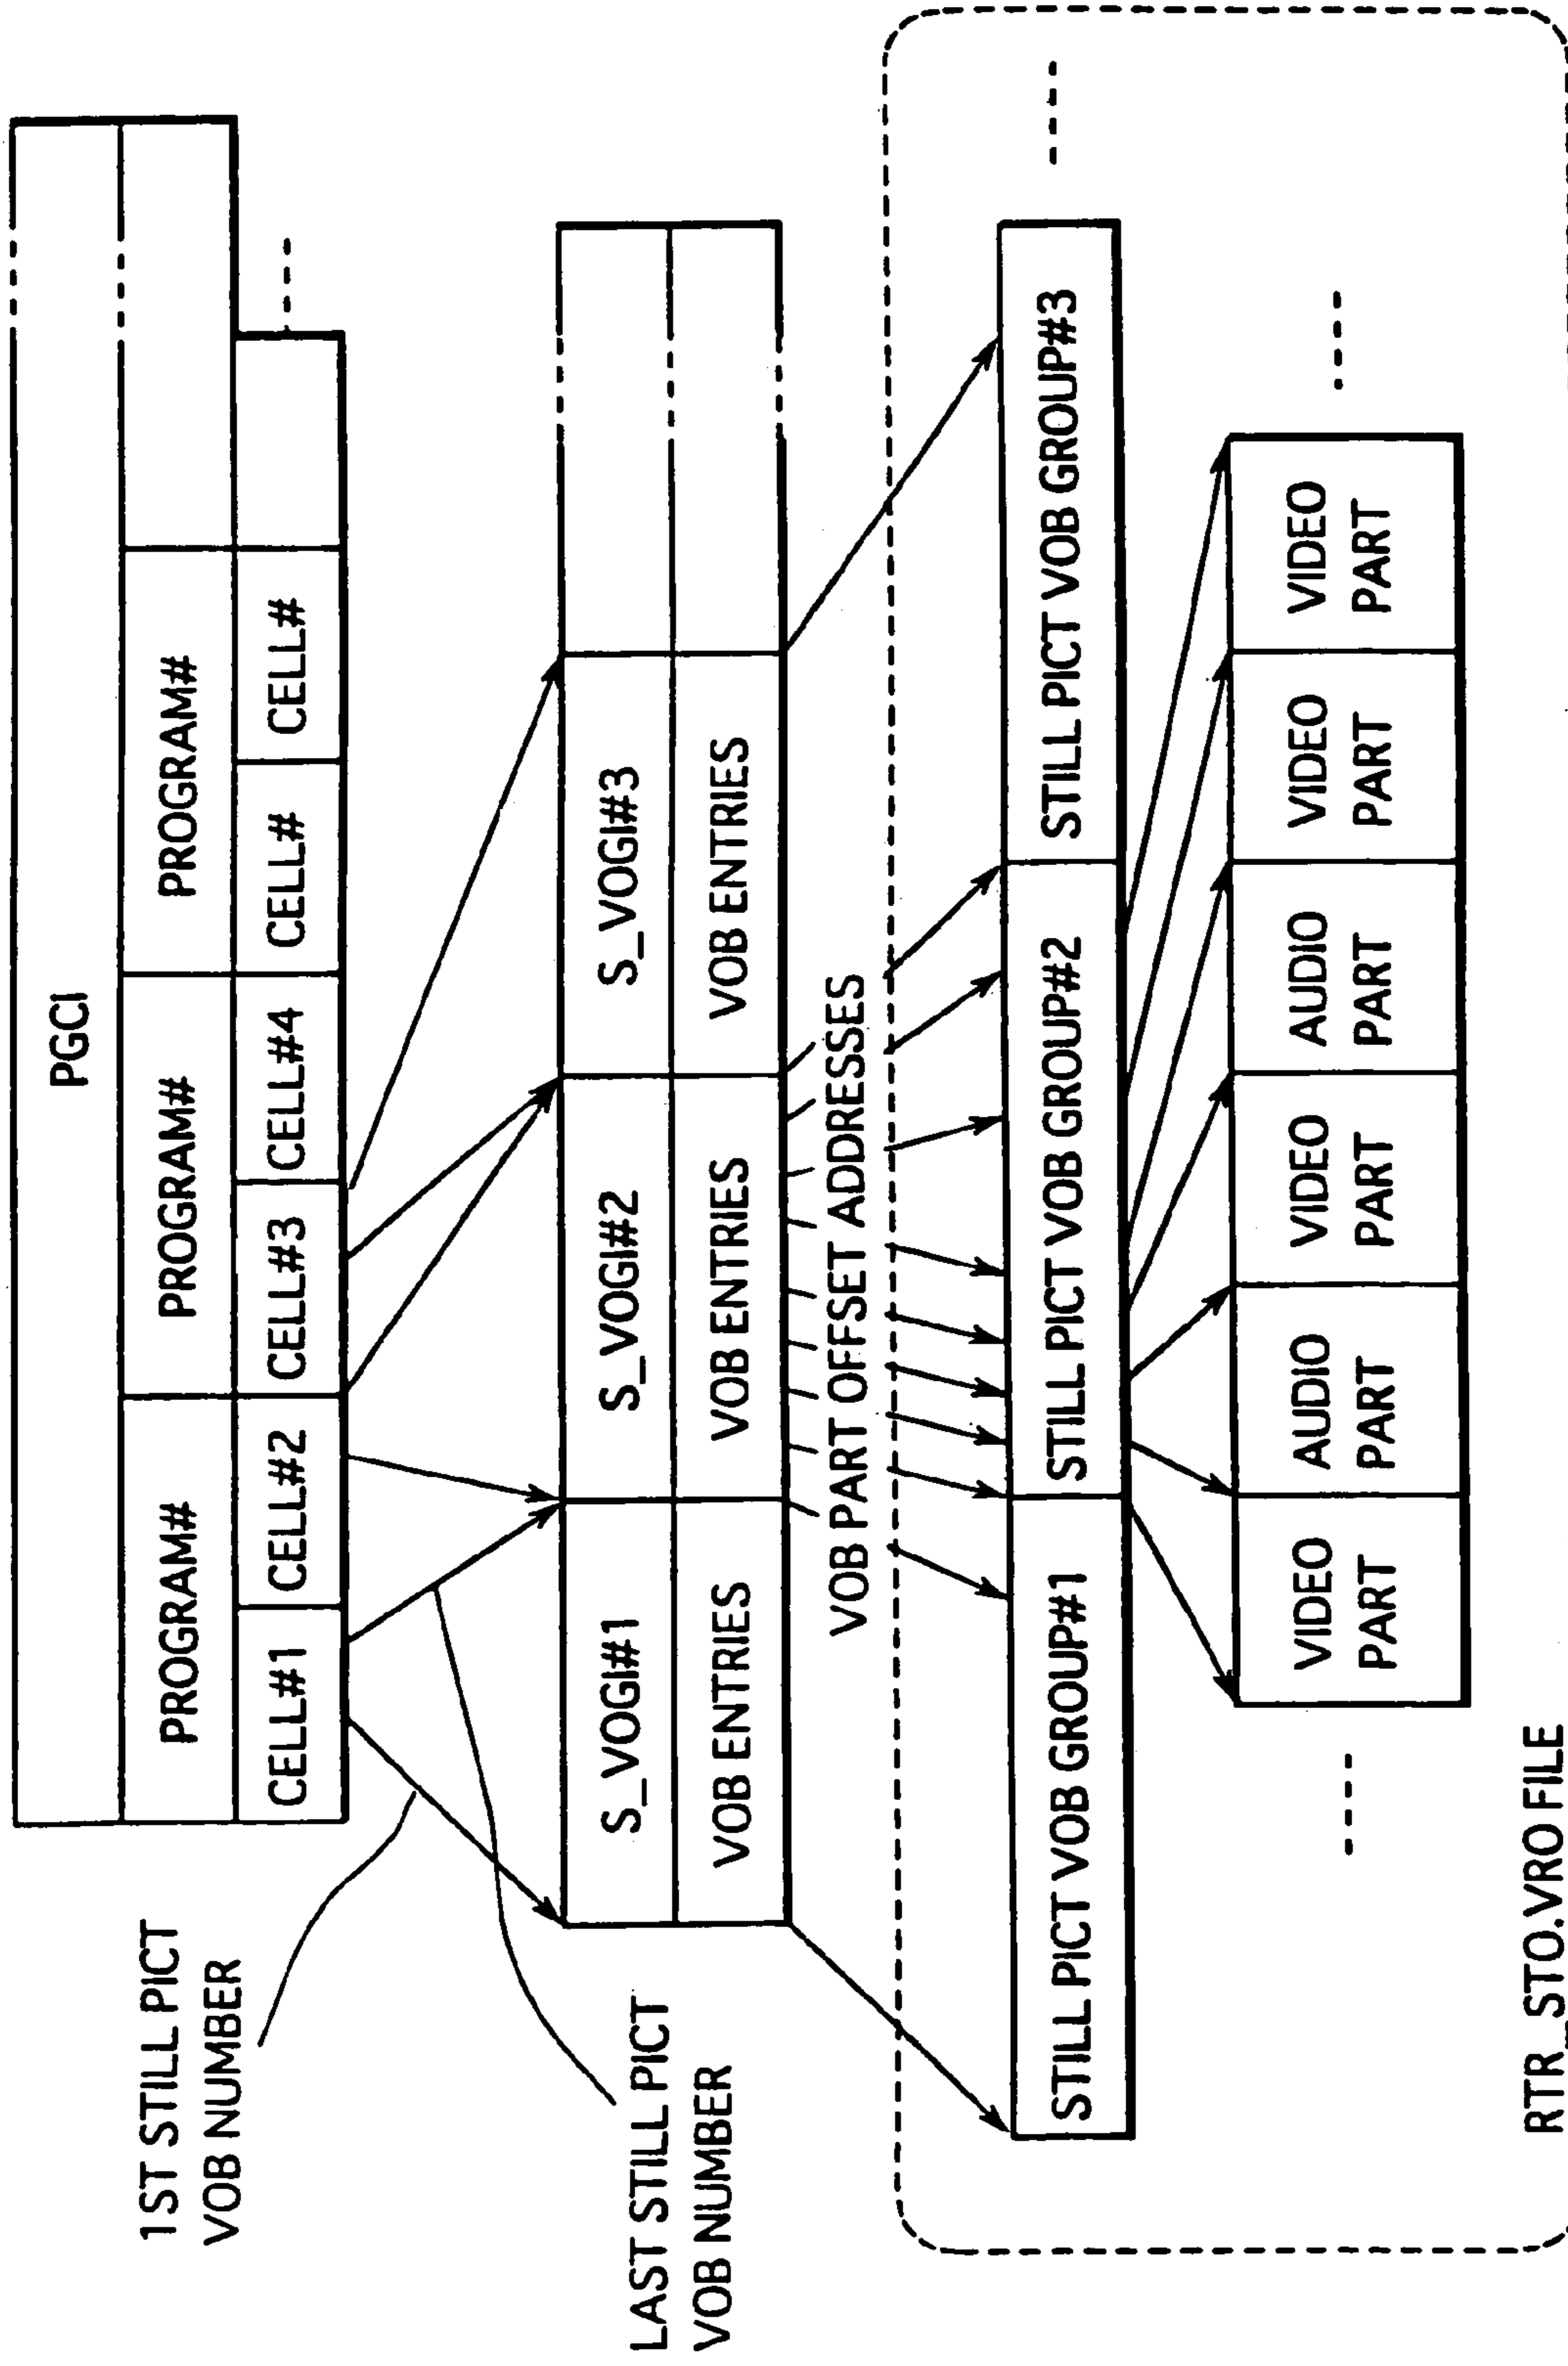 PGCI
PROGRAM# PROGRAM# PROGRAM#
CELL#1 CELL#2 CELL#3 CELL#4 CELL# CELL#
1ST STILL PICT
VOB NUMBER
S_VOGI#1 S_VOGI#2 S_VOGI#3
VOB ENTRIES VOB ENTRIES VOB ENTRIES
LAST STILL PICT
VOB NUMBER
VOB PART OFFSET ADDRESSES
STILL PICT VOB GROUP#1 STILL PICT VOB GROUP#2 STILL PICT VOB GROUP#3
VIDEO
PART
AUDIO
PART
VIDEO
PART
AUDIO
PART
VIDEO
PART
VIDEO
PART
RTR_STO.VRO FILE